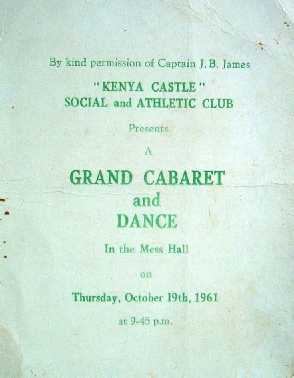 By kind permission of Captain J. B. James
"KENYA CASTLE"
SOCIAL and ATHLETIC CLUB
Presents
A
GRAND CABARET
and
DANCE
In the Mess Hall
on
Thursday, October 19th, 1961
at 9-45 p.m.